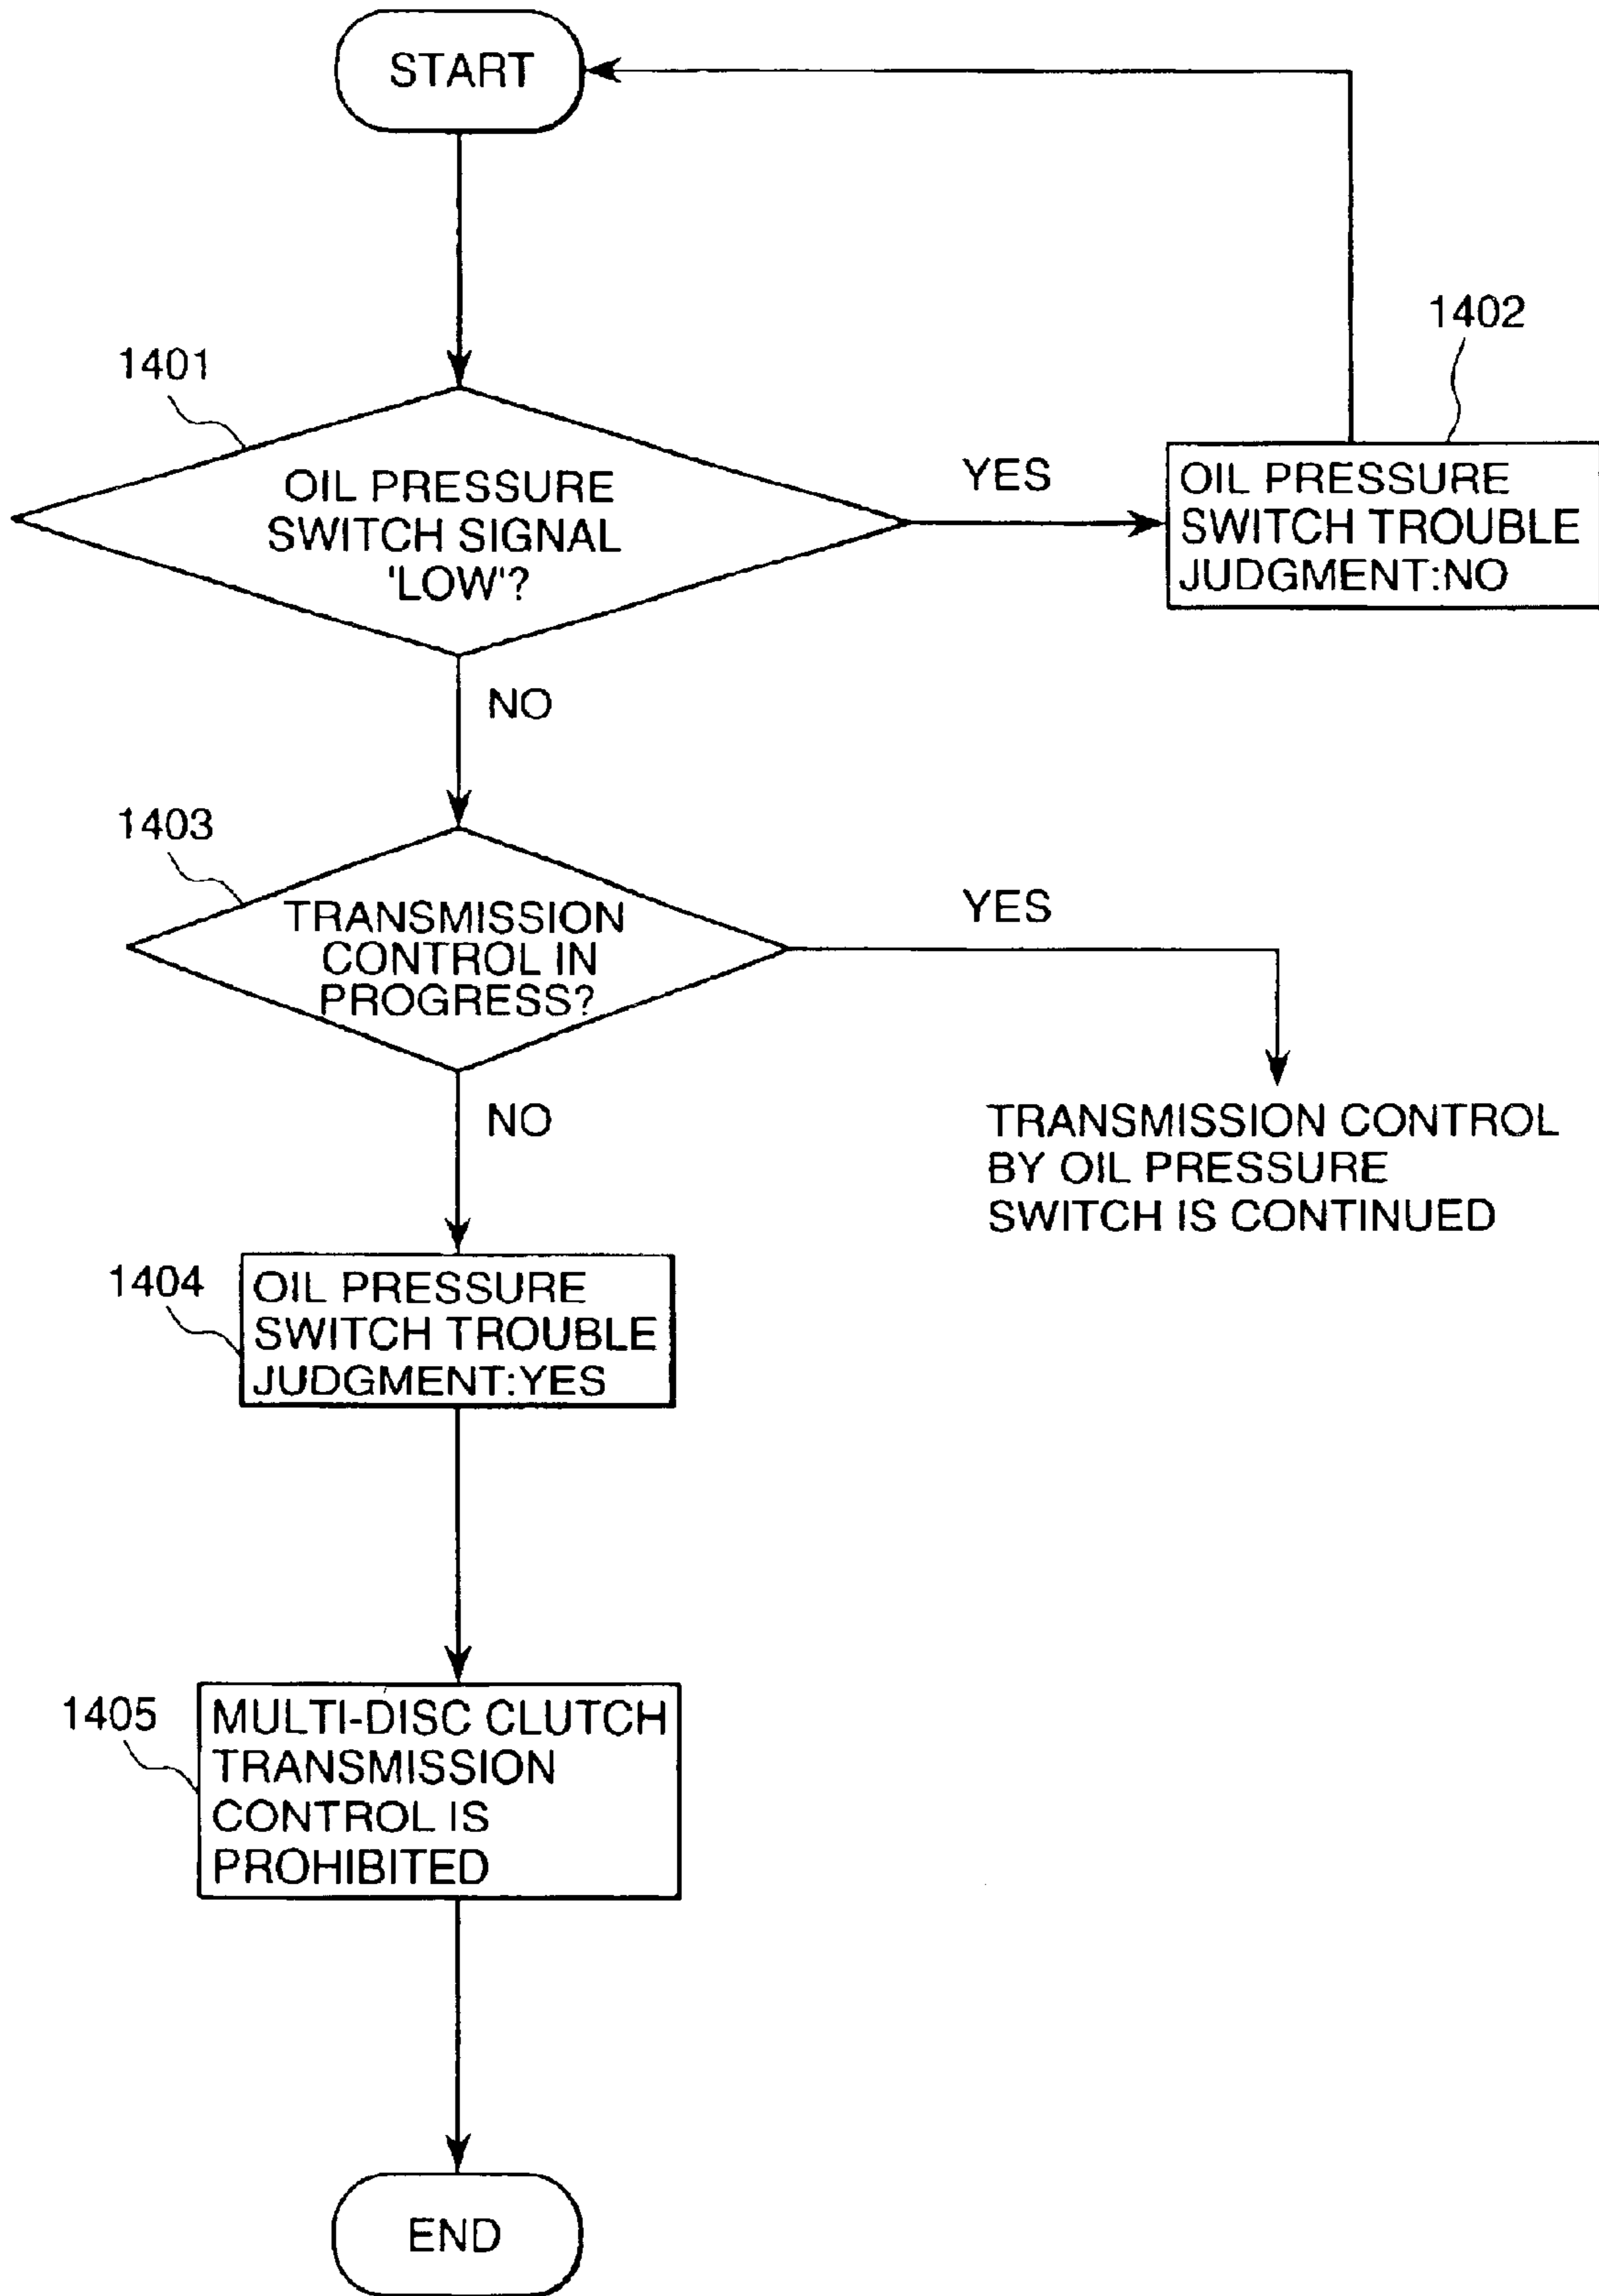 START
1402
1401
OIL PRESSURE
SWITCH SIGNAL
'LOW'?
YES
OIL PRESSURE
SWITCH TROUBLE
JUDGMENT:NO
NO
1403
TRANSMISSION
CONTROL IN
PROGRESS?
YES
NO
TRANSMISSION CONTROL
BY OIL PRESSURE
SWITCH IS CONTINUED
1404
OIL PRESSURE
SWITCH TROUBLE
JUDGMENT:YES
1405
MULTI-DISC CLUTCH
TRANSMISSION
CONTROL IS
PROHIBITED
END